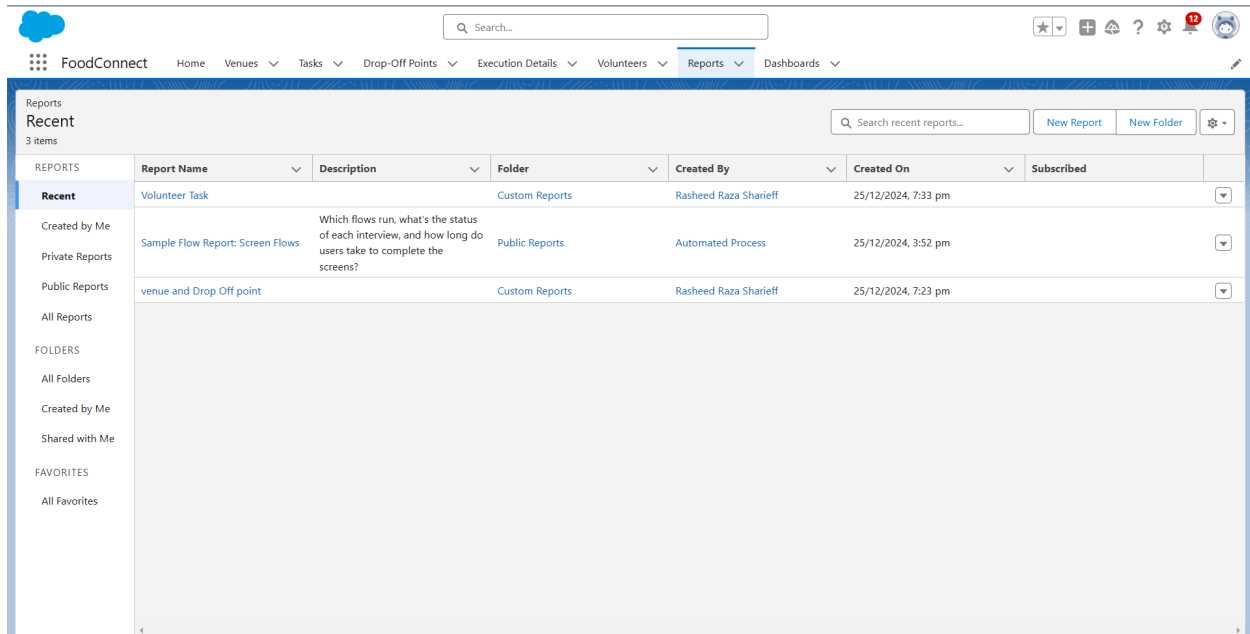 Search...
12
FoodConnect Home Venues Tasks Drop-Off Points Execution Details Volunteers Reports Dashboards
Reports
Recent
3 items
Search recent reports...
New Report
New Folder
REPORTS
Recent
Created by Me
Private Reports
Public Reports
All Reports
FOLDERS
All Folders
Created by Me
Shared with Me
FAVORITES
All Favorites
Report Name Description Folder Created By Created On Subscribed
Volunteer Task Custom Reports Rasheed Raza Sharieff 25/12/2024, 7:33 pm
Sample Flow Report: Screen Flows
Which flows run, what's the status
of each interview, and how long do
users take to complete the
screens?
Public Reports Automated Process 25/12/2024, 3:52 pm
venue and Drop Off point Custom Reports Rasheed Raza Sharieff 25/12/2024, 7:23 pm